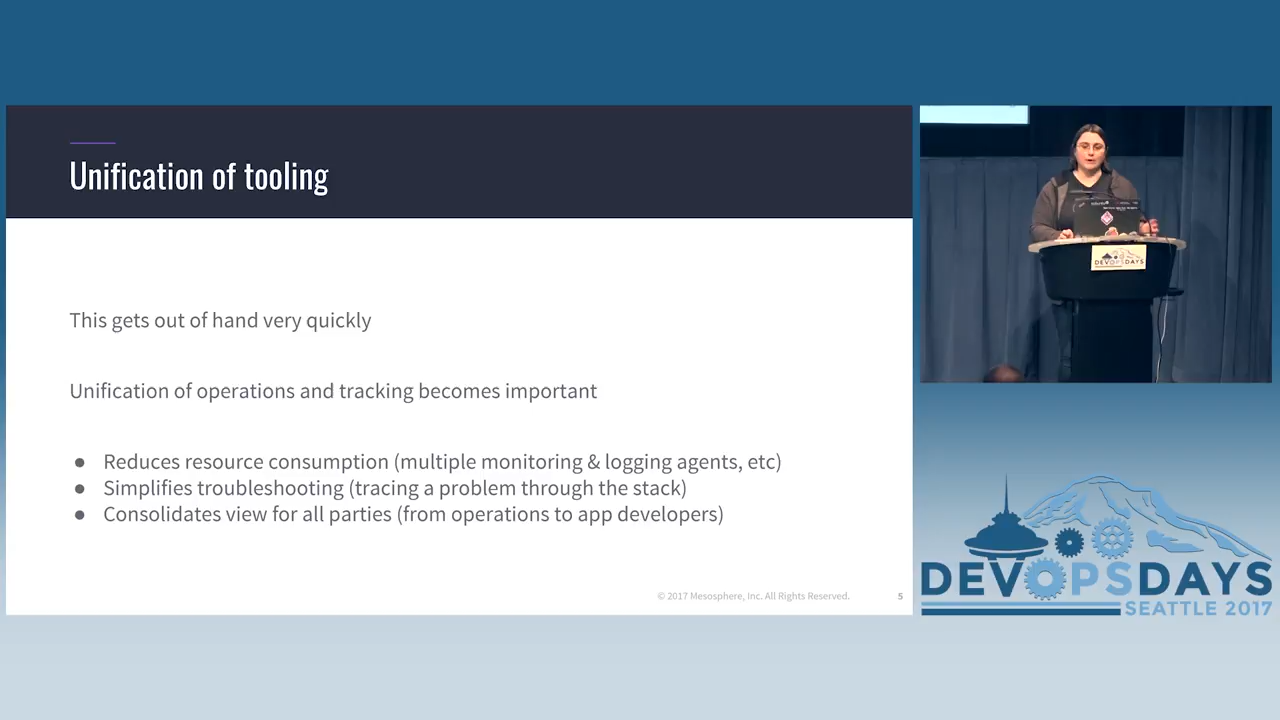 Unification of tooling
This gets out of hand very quickly
Unification of operations and tracking becomes important
● Reduces resource consumption (multiple monitoring & logging agents, etc)
● Simplifies troubleshooting (tracing a problem through the stack)
● Consolidates view for all parties (from operations to app developers)
© 2017 Mesosphere, Inc. All Rights Reserved.
5
DEVOPSDAYS
DEVOPSDAYS
SEATTLE 2017